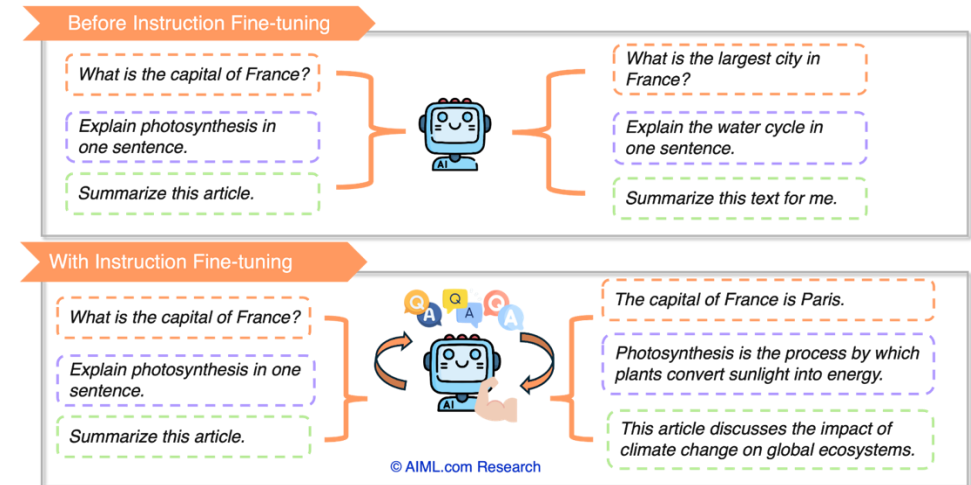 Before Instruction Fine-tuning
What is the capital of France?
Explain photosynthesis in
one sentence.
Summarize this article.
AI
What is the largest city in
France?
Explain the water cycle in
one sentence.
Summarize this text for me.
With Instruction Fine-tuning
What is the capital of France?
Explain photosynthesis in one
sentence.
Summarize this article.
Q A Q A Q A
AI
The capital of France is Paris.
Photosynthesis is the process by which
plants convert sunlight into energy.
This article discusses the impact of
climate change on global ecosystems.
© AIML.com Research